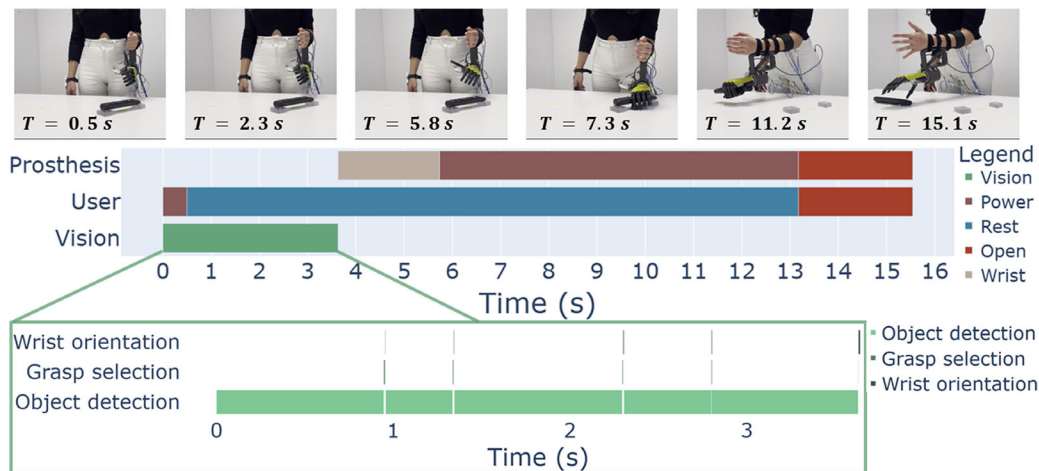 T = 0.5 s
T = 2.3 s
T = 5.8 s
T = 7.3 s
T = 11.2 s
T = 15.1 s
Prosthesis
User
Vision
0 1 2 3 4 5 6 7 8 9 10 11 12 13 14 15 16
Time (s)
Legend
Vision
Power
Rest
Open
Wrist
Wrist orientation
Grasp selection
Object detection
0 1 2 3
Time (s)
Object detection
Grasp selection
Wrist orientation